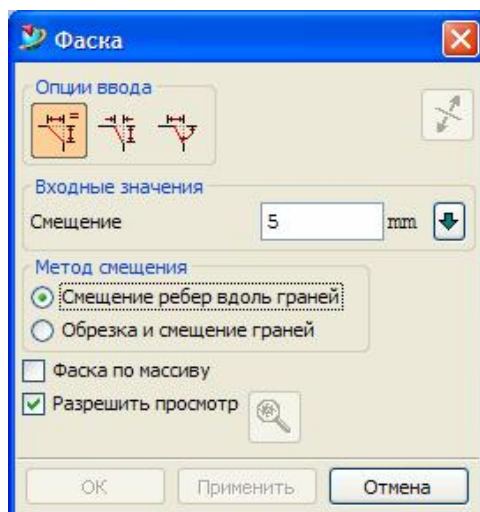 Фаска
Опции ввода
Входные значения
Смещение 5 mm
Метод смещения
Смещение ребер вдоль граней
Обрезка и смещение граней
Фаска по массиву
Разрешить просмотр
ОК Применить Отмена